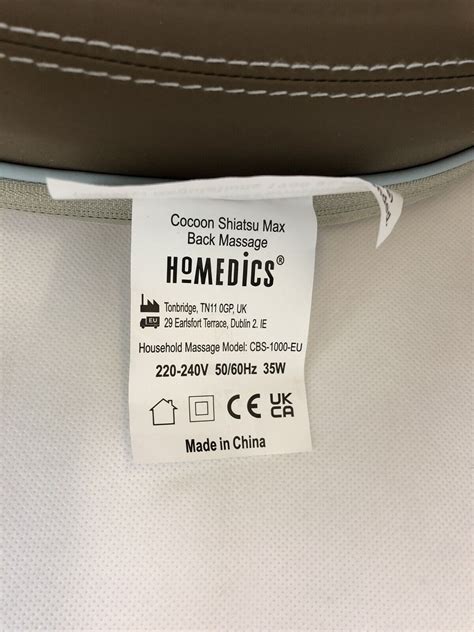 Cocoon Shiatsu Max
Back Massage
HoMEDiCS®
Tonbridge, TN11 0GP, UK
EU 29 Earlsfort Terrace, Dublin 2. IE
Household Massage Model: CBS-1000-EU
220-240V 50/60Hz 35W
CE UK CA
Made in China